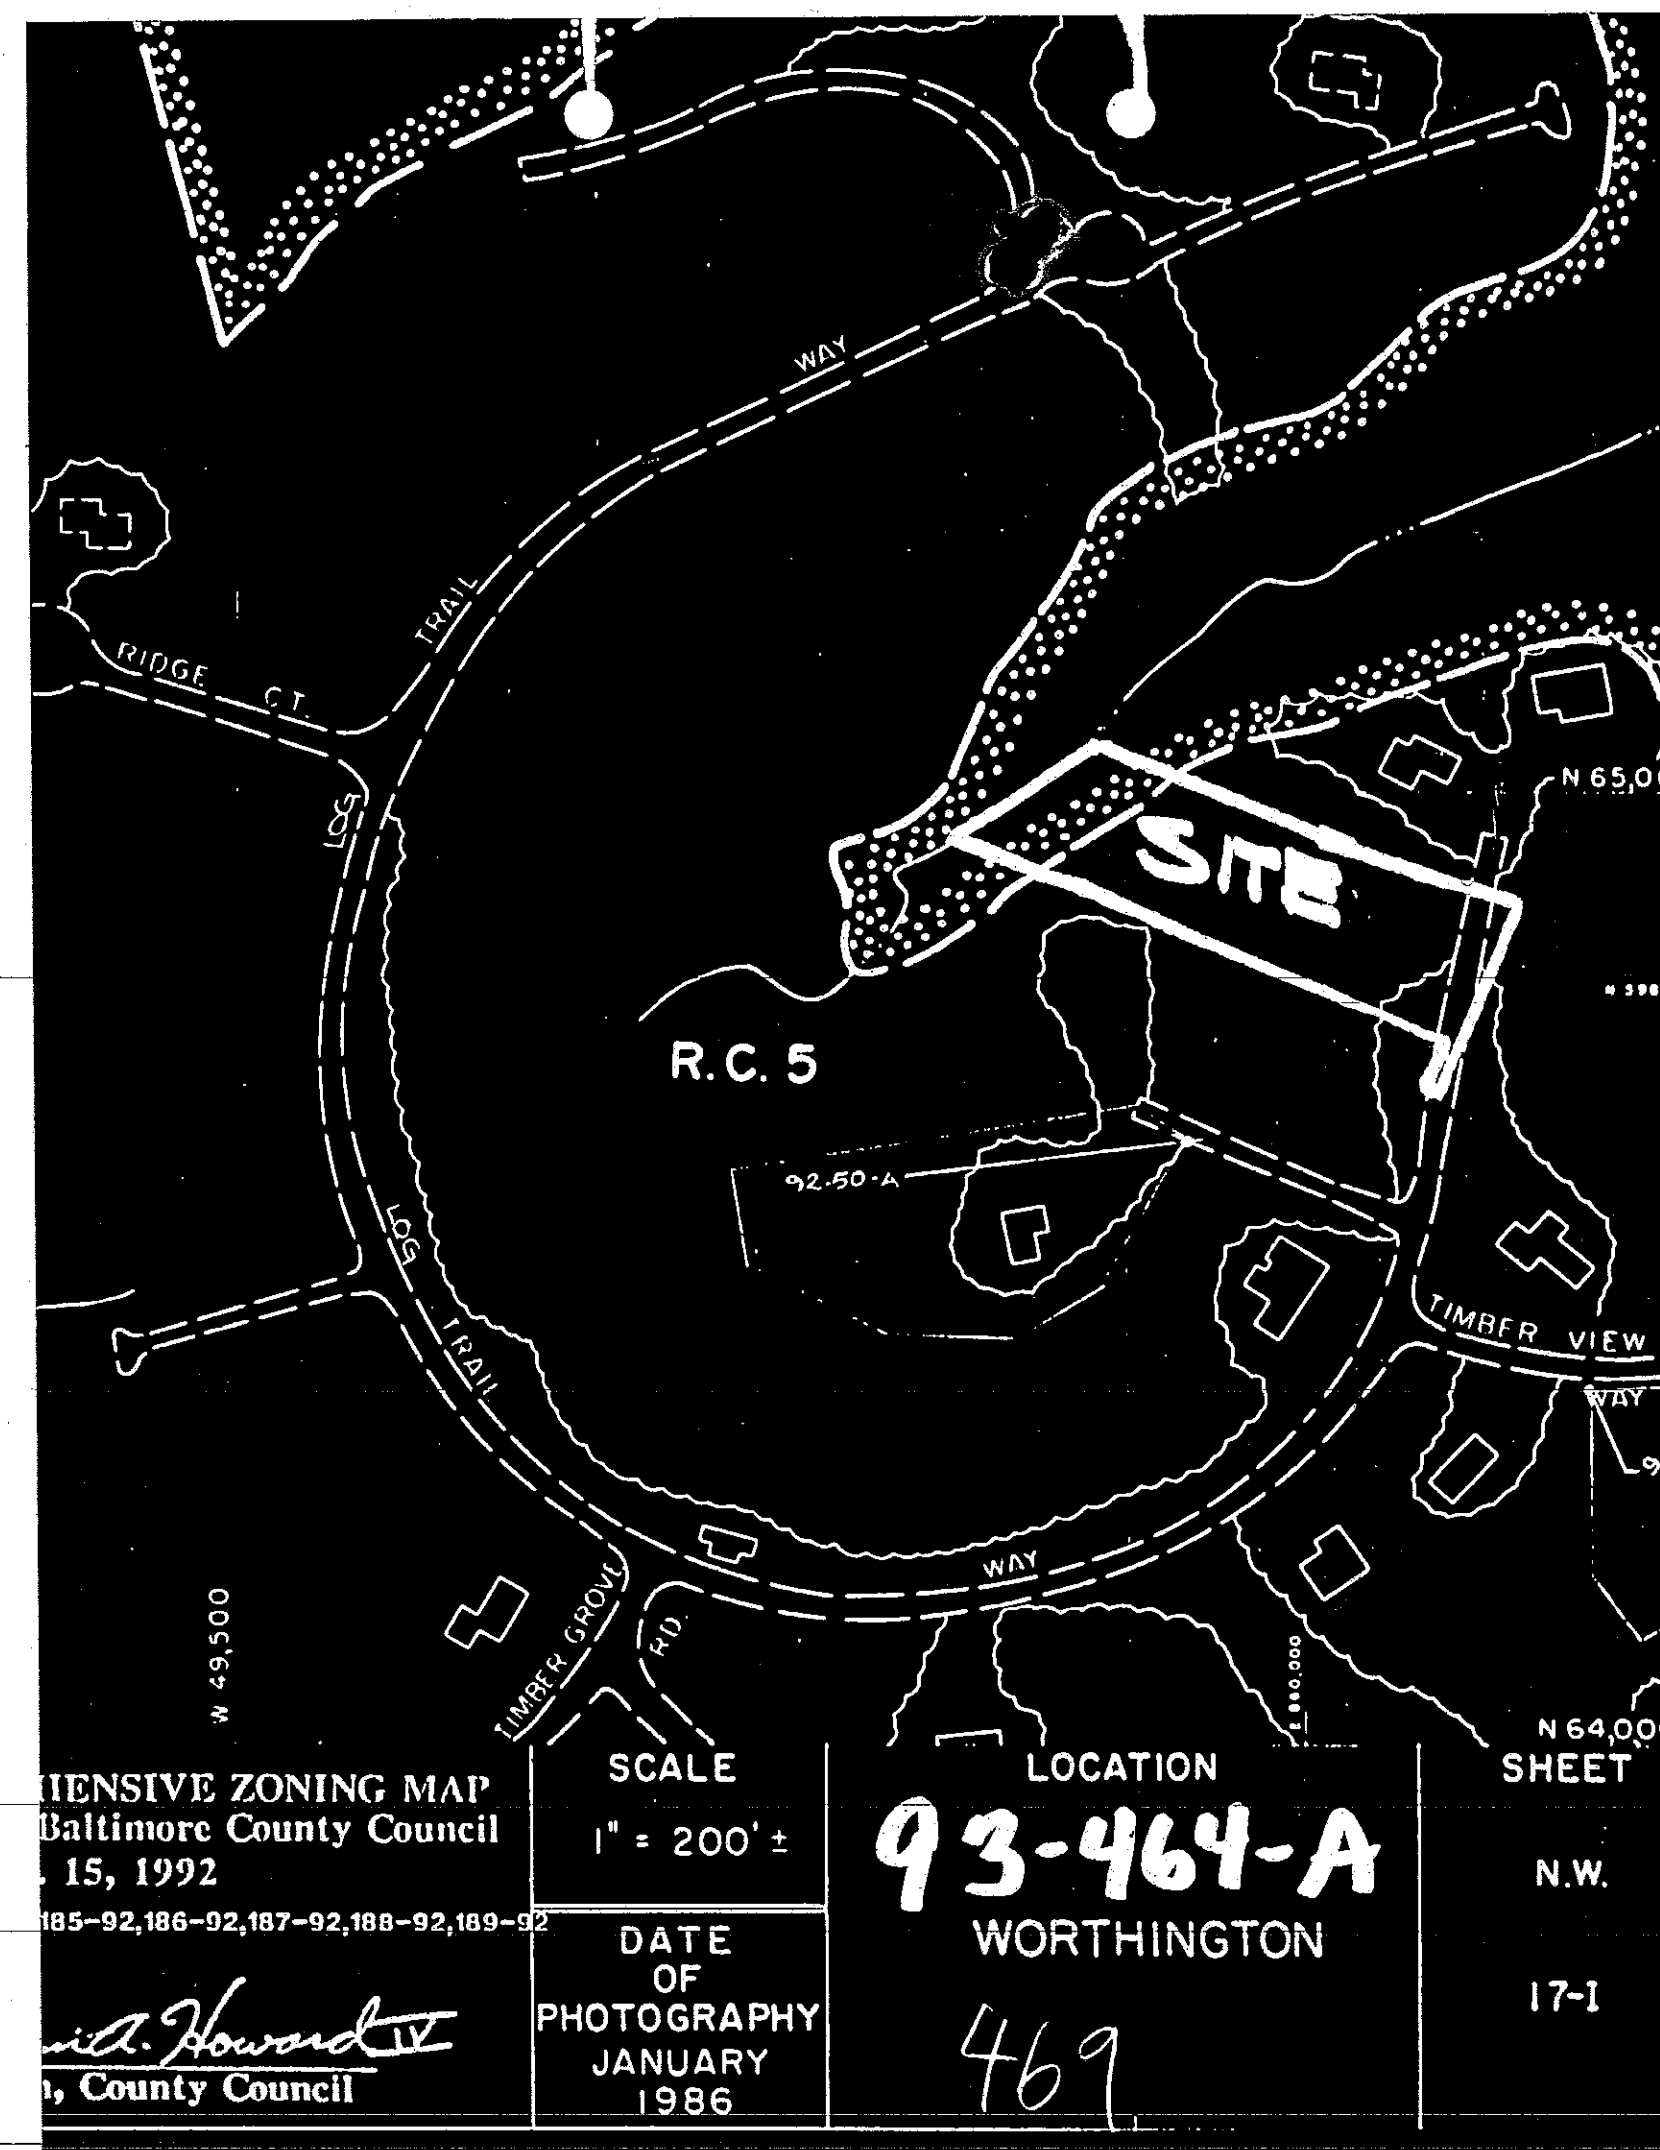 WAY
TRAIL
RIDGE CT.
LOG
N 65,0
SITE
R.C. 5
92-50-A
LOG
TRAIL
TIMBER VIEW
WAY
WAY
TIMBER GROVE
RD.
W 49,500
N 64,00
IENSIVE ZONING MAP
Baltimore County Council
. 15, 1992
185-92,186-92,187-92,188-92,189-92
A. Howard IV
, County Council
SCALE
1" = 200' ±
DATE
OF
PHOTOGRAPHY
JANUARY
1986
LOCATION
93-464-A
WORTHINGTON
469
SHEET
N.W.
17-I